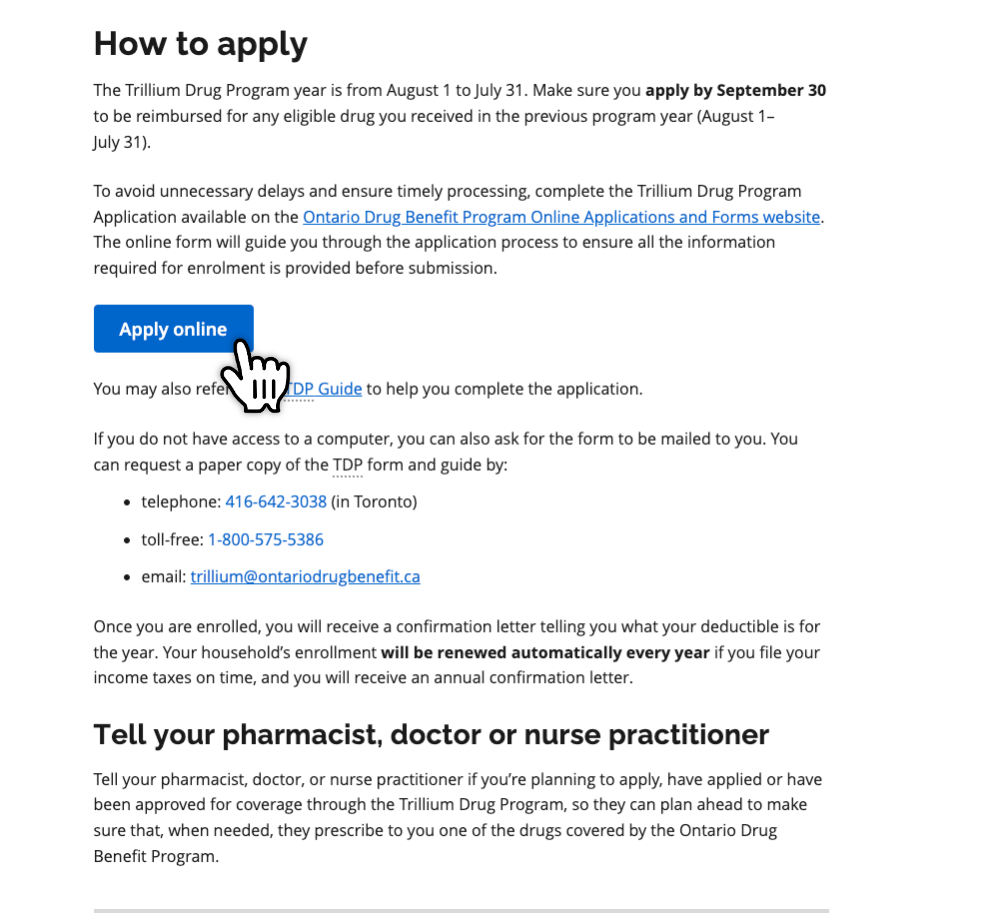 How to apply
The Trillium Drug Program year is from August 1 to July 31. Make sure you apply by September 30
to be reimbursed for any eligible drug you received in the previous program year (August 1–
July 31).
To avoid unnecessary delays and ensure timely processing, complete the Trillium Drug Program
Application available on the Ontario Drug Benefit Program Online Applications and Forms website.
The online form will guide you through the application process to ensure all the information
required for enrolment is provided before submission.
Apply online
You may also refer TDP Guide to help you complete the application.
If you do not have access to a computer, you can also ask for the form to be mailed to you. You
can request a paper copy of the TDP form and guide by:
• telephone: 416-642-3038 (in Toronto)
• toll-free: 1-800-575-5386
• email: trillium@ontariodrugbenefit.ca
Once you are enrolled, you will receive a confirmation letter telling you what your deductible is for
the year. Your household’s enrollment will be renewed automatically every year if you file your
income taxes on time, and you will receive an annual confirmation letter.
Tell your pharmacist, doctor or nurse practitioner
Tell your pharmacist, doctor, or nurse practitioner if you’re planning to apply, have applied or have
been approved for coverage through the Trillium Drug Program, so they can plan ahead to make
sure that, when needed, they prescribe to you one of the drugs covered by the Ontario Drug
Benefit Program.